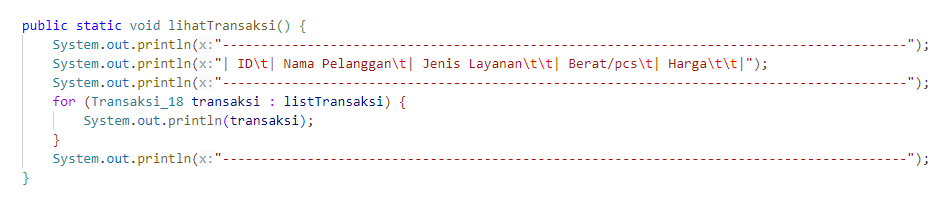 public static void lihatTransaksi() {
    System.out.println(x:"-----------------------------------------------------------------------------------------");
    System.out.println(x:"| ID\t| Nama Pelanggan\t| Jenis Layanan\t\t| Berat/pcs\t| Harga\t\t|");
    System.out.println(x:"-----------------------------------------------------------------------------------------");
    for (Transaksi_18 transaksi : listTransaksi) {
        System.out.println(transaksi);
    }
    System.out.println(x:"-----------------------------------------------------------------------------------------");
}